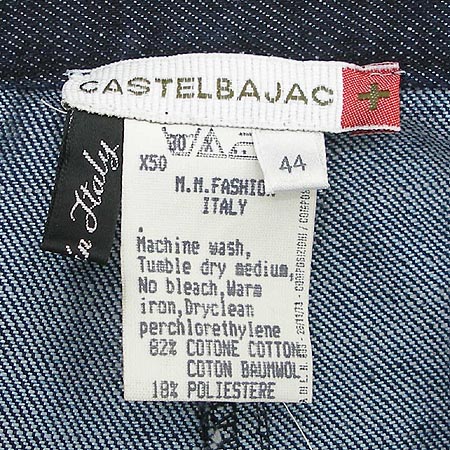 CASTELBAJAC
in Italy
44
X50
M.M.FASHION
ITALY
Machine wash,
Tumble dry medium,
No bleach,Warm
iron,Dryclean
perchlorethylene
82% COTONE COTTON
COTON BAUMWOL
18% POLIESTERE